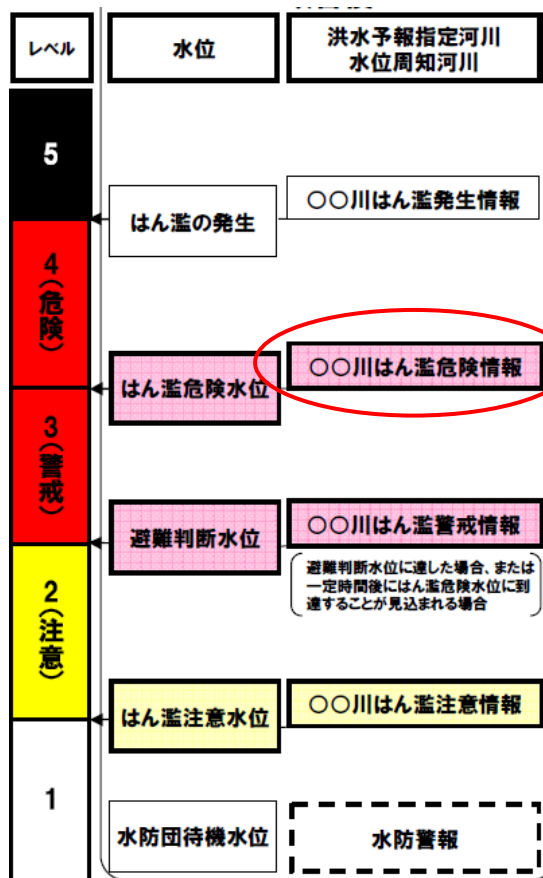 レベル
水位
洪水予報指定河川
水位周知河川
5
はん濫の発生
○○川はん濫発生情報
4(危険)
はん濫危険水位
○○川はん濫危険情報
3(警戒)
避難判断水位
○○川はん濫警戒情報
避難判断水位に達した場合、または
一定時間後にはん濫危険水位に到
達することが見込まれる場合
2(注意)
はん濫注意水位
○○川はん濫注意情報
1
水防団待機水位
水防警報